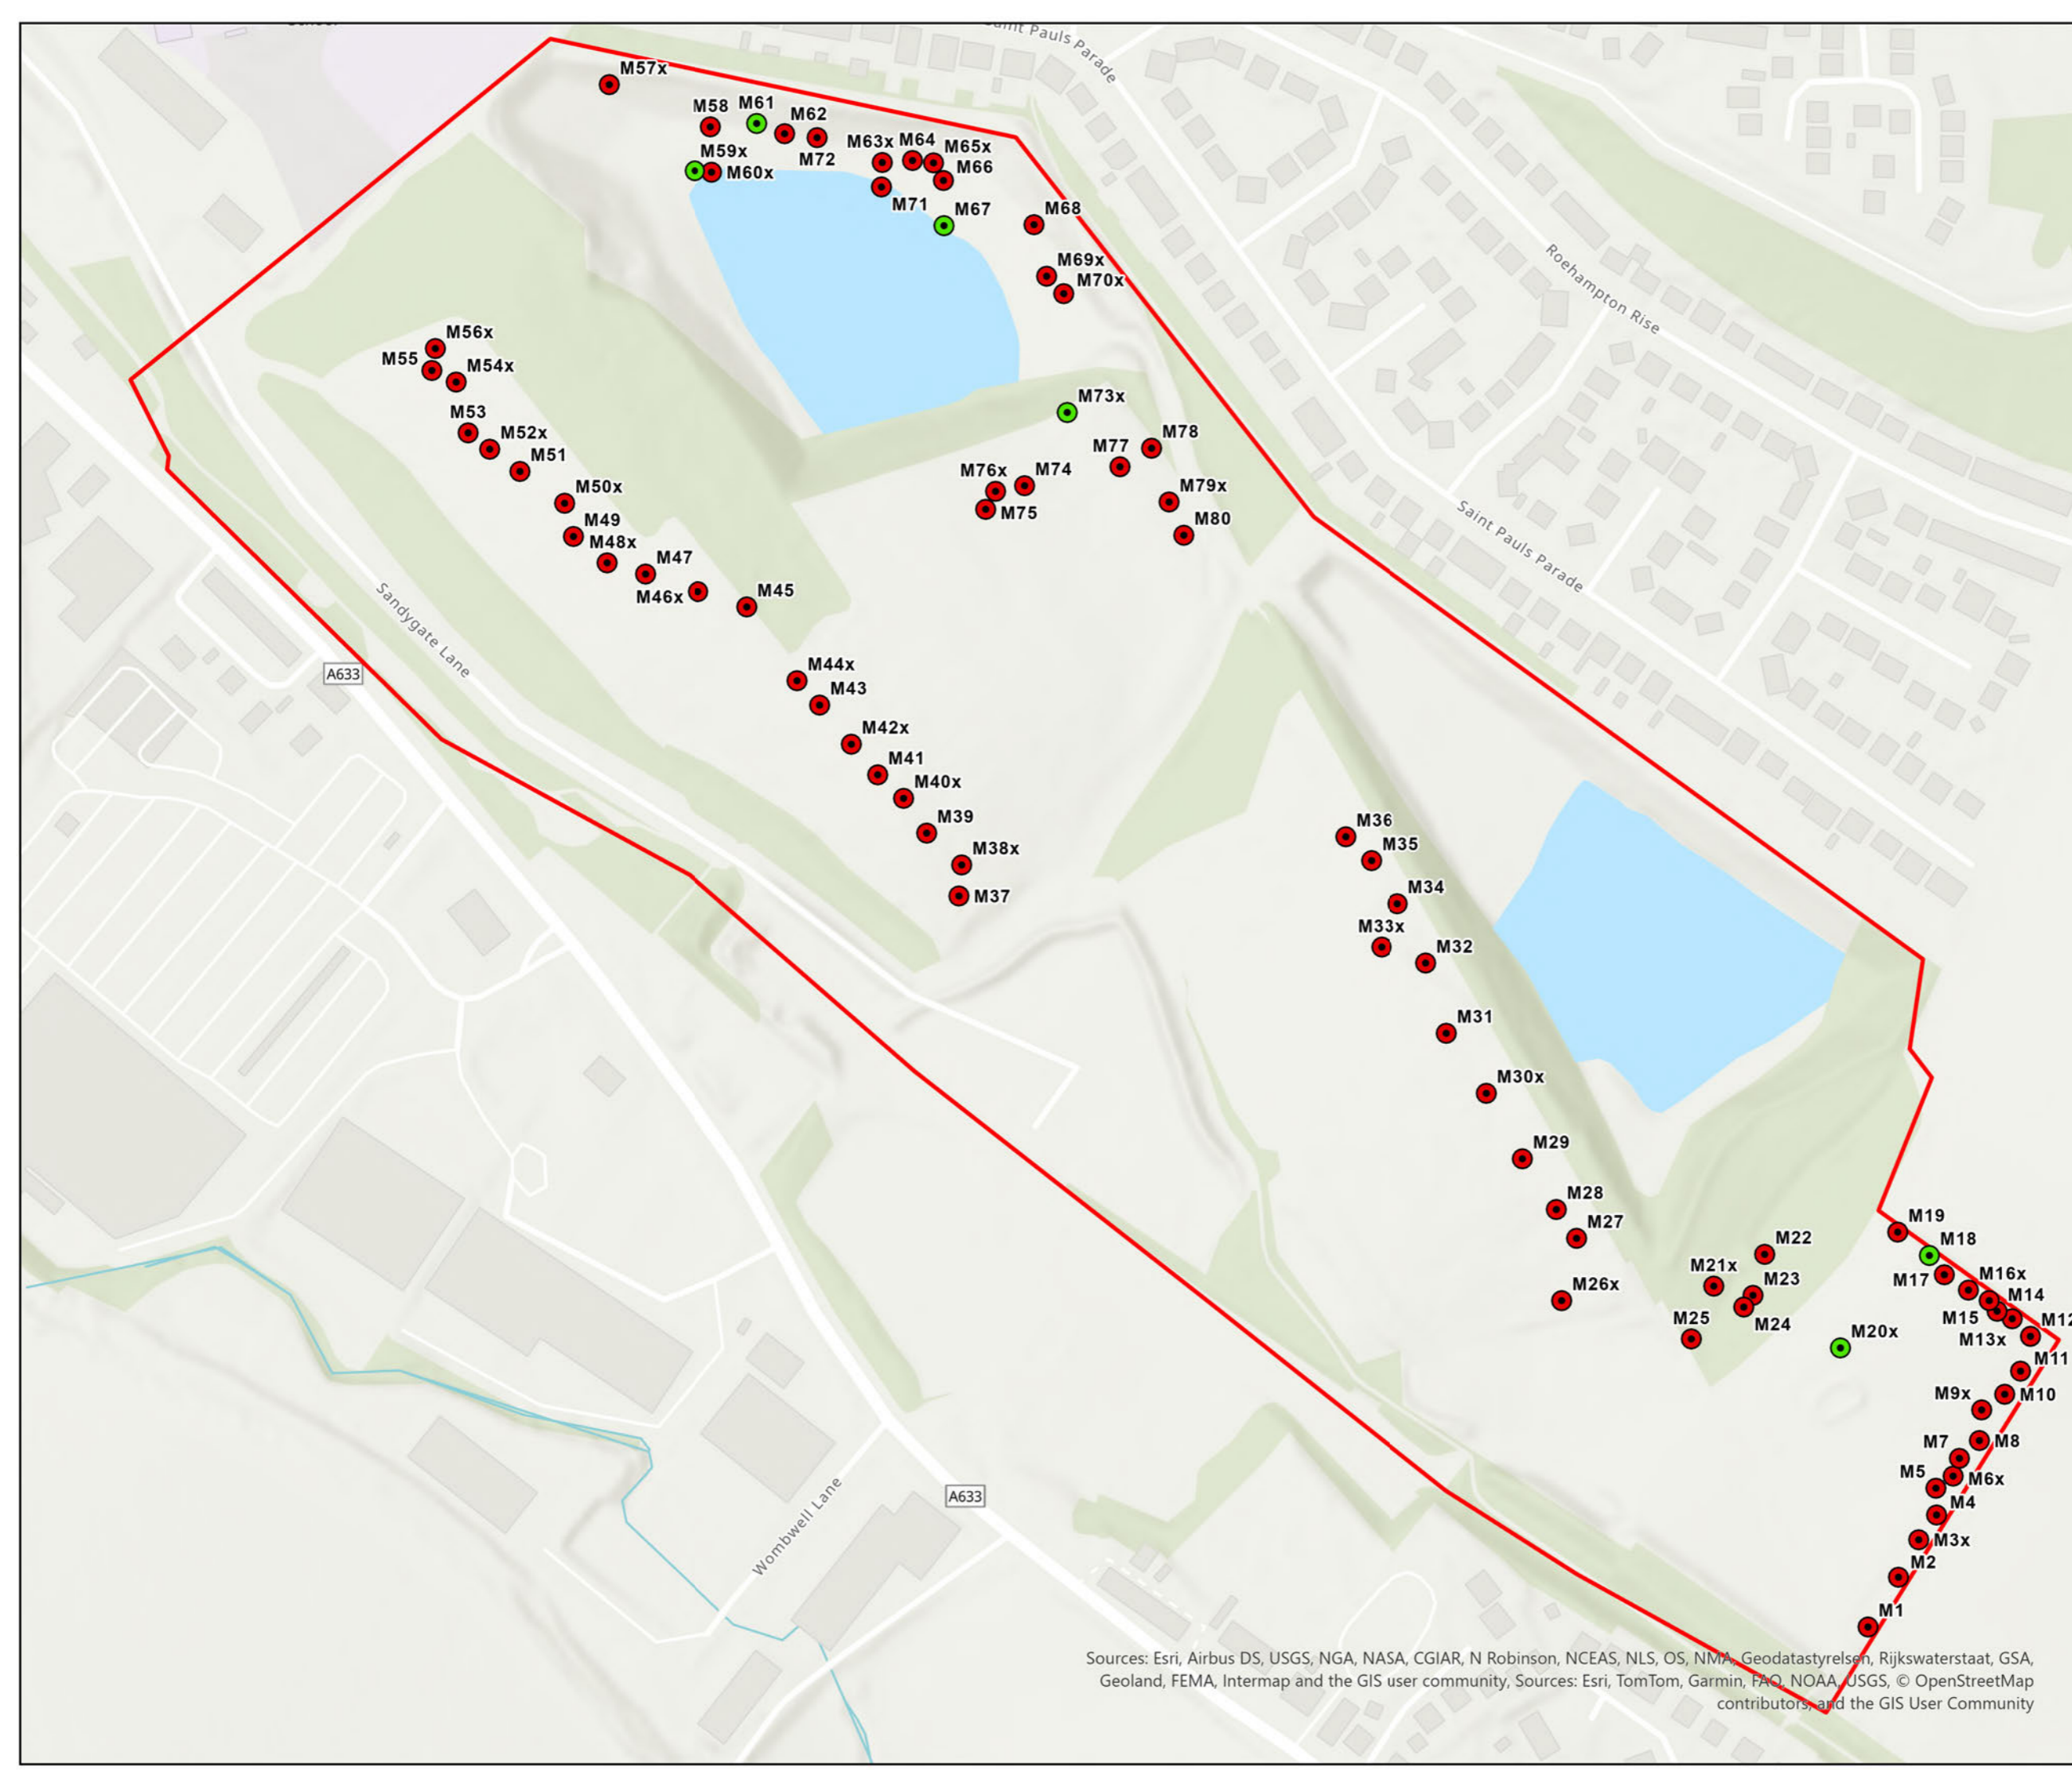 Saint Pauls Parade
M57x
M58
M61
M62
M72
M59x
M60x
M63x
M64
M65x
M66
M71
M67
M68
M69x
M70x
Roehampton Rise
M56x
M55
M54x
M53
M52x
M51
M50x
M49
M48x
M47
M46x
M45
M73x
M78
M77
M76x
M74
M75
M79x
M80
Saint Pauls Parade
Sandygate Lane
A633
M44x
M43
M42x
M41
M40x
M39
M38x
M37
M36
M35
M34
M33x
M32
M31
M30x
M29
M28
M27
M26x
M22
M21x
M23
M24
M25
M19
M18
M17
M16x
M14
M15
M13x
M12
M20x
M11
M10
M9x
M8
M7
M6x
M5
M4
M3x
M2
M1
A633
Wombwell Lane
Sources: Esri, Airbus DS, USGS, NGA, NASA, CGIAR, N Robinson, NCEAS, NLS, OS, NMA, Geodatastyrelsen, Rijkswaterstaat, GSA,
Geoland, FEMA, Intermap and the GIS user community, Sources: Esri, TomTom, Garmin, FAO, NOAA, USGS, © OpenStreetMap
contributors, and the GIS User Community